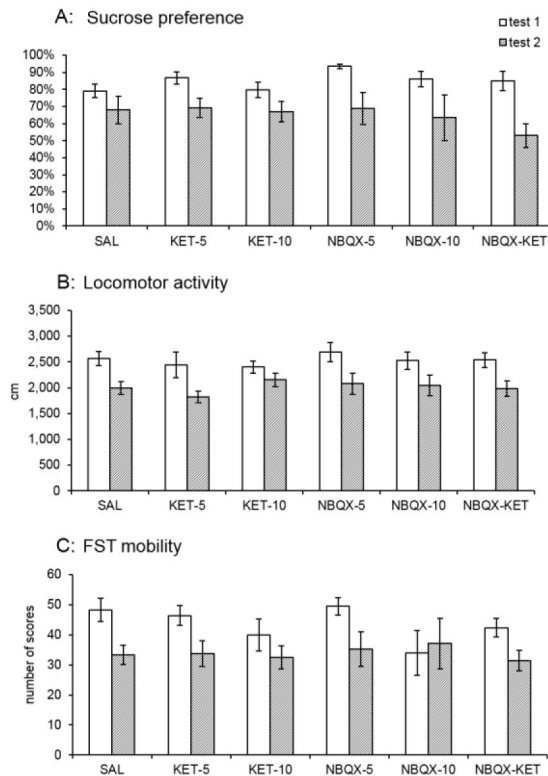 A: Sucrose preference
test 1
test 2
100%
90%
80%
70%
60%
50%
40%
30%
20%
10%
0%
SAL KET-5 KET-10 NBQX-5 NBQX-10 NBQX-KET
B: Locomotor activity
3,500
3,000
2,500
2,000
1,500
1,000
500
0
cm
SAL KET-5 KET-10 NBQX-5 NBQX-10 NBQX-KET
C: FST mobility
60
50
40
30
20
10
0
number of scores
SAL KET-5 KET-10 NBQX-5 NBQX-10 NBQX-KET